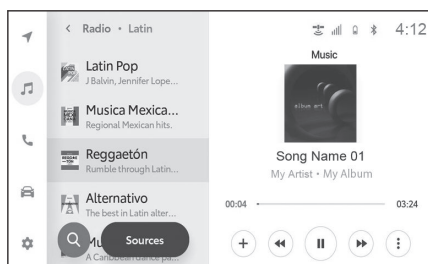 Radio • Latin
4:12
Latin Pop
J Balvin, Jennifer Lope...
Musica Mexica...
Regional Mexican hits.
Reggaetón
Rumble through Latin...
Alternativo
The best in Latin alter...
Sources
A Caribbean dance pa...
Music
album art
Song Name 01
My Artist • My Album
00:04
03:24